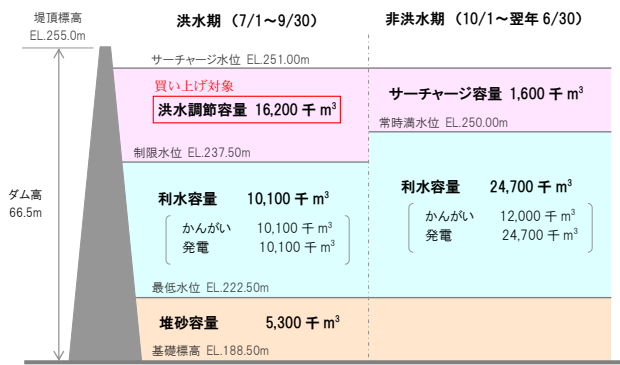 堤頂標高
EL.255.0m
洪水期 (7/1～9/30)
非洪水期 (10/1～翌年 6/30)
サーチャージ水位 EL.251.00m
買い上げ対象
洪水調節容量 16,200 千 m³
サーチャージ容量 1,600 千 m³
常時満水位 EL.250.00m
制限水位 EL.237.50m
ダム高
66.5m
利水容量 10,100 千 m³
かんがい 10,100 千 m³
発電 10,100 千 m³
利水容量 24,700 千 m³
かんがい 12,000 千 m³
発電 24,700 千 m³
最低水位 EL.222.50m
堆砂容量 5,300 千 m³
基礎標高 EL.188.50m